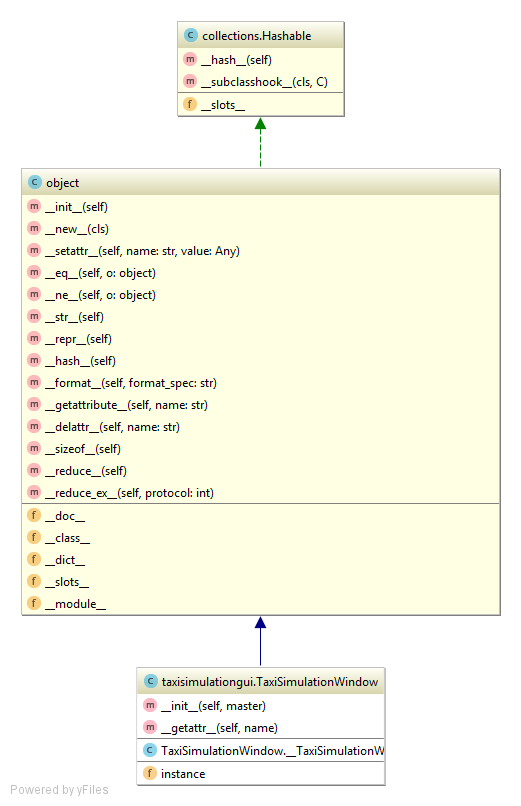 C collections.Hashable
m __hash__(self)
m __subclasshook__(cls, C)
f __slots__
C object
m __init__(self)
m __new__(cls)
m __setattr__(self, name: str, value: Any)
m __eq__(self, o: object)
m __ne__(self, o: object)
m __str__(self)
m __repr__(self)
m __hash__(self)
m __format__(self, format_spec: str)
m __getattribute__(self, name: str)
m __delattr__(self, name: str)
m __sizeof__(self)
m __reduce__(self)
m __reduce_ex__(self, protocol: int)
f __doc__
f __class__
f __dict__
f __slots__
f __module__
C taxisimulationgui.TaxiSimulationWindow
m __init__(self, master)
m __getattr__(self, name)
C TaxiSimulationWindow.__TaxiSimulationW
f instance
Powered by yFiles